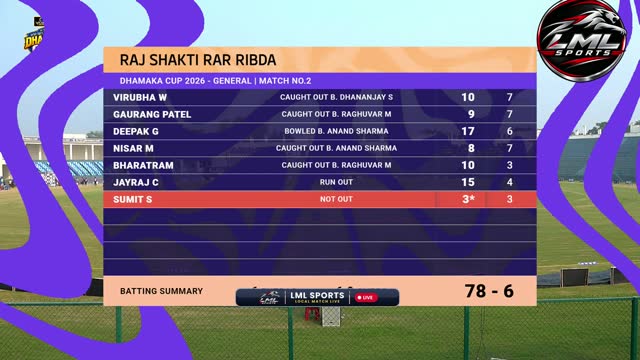 LML
SPORTS
RAJ SHAKTI RAR RIBDA
DHAMAKA CUP 2026 - GENERAL | MATCH NO.2
VIRUBHA W CAUGHT OUT B. DHANANJAY S 10 7
GAURANG PATEL CAUGHT OUT B. RAGHUVAR M 9 7
DEEPAK G BOWLED B. ANAND SHARMA 17 6
NISAR M CAUGHT OUT B. ANAND SHARMA 8 7
BHARATRAM CAUGHT OUT B. RAGHUVAR M 10 3
JAYRAJ C RUN OUT 15 4
SUMIT S NOT OUT 3* 3
BATTING SUMMARY 78 - 6
LML SPORTS LIVE
LOCAL MATCH LIVE